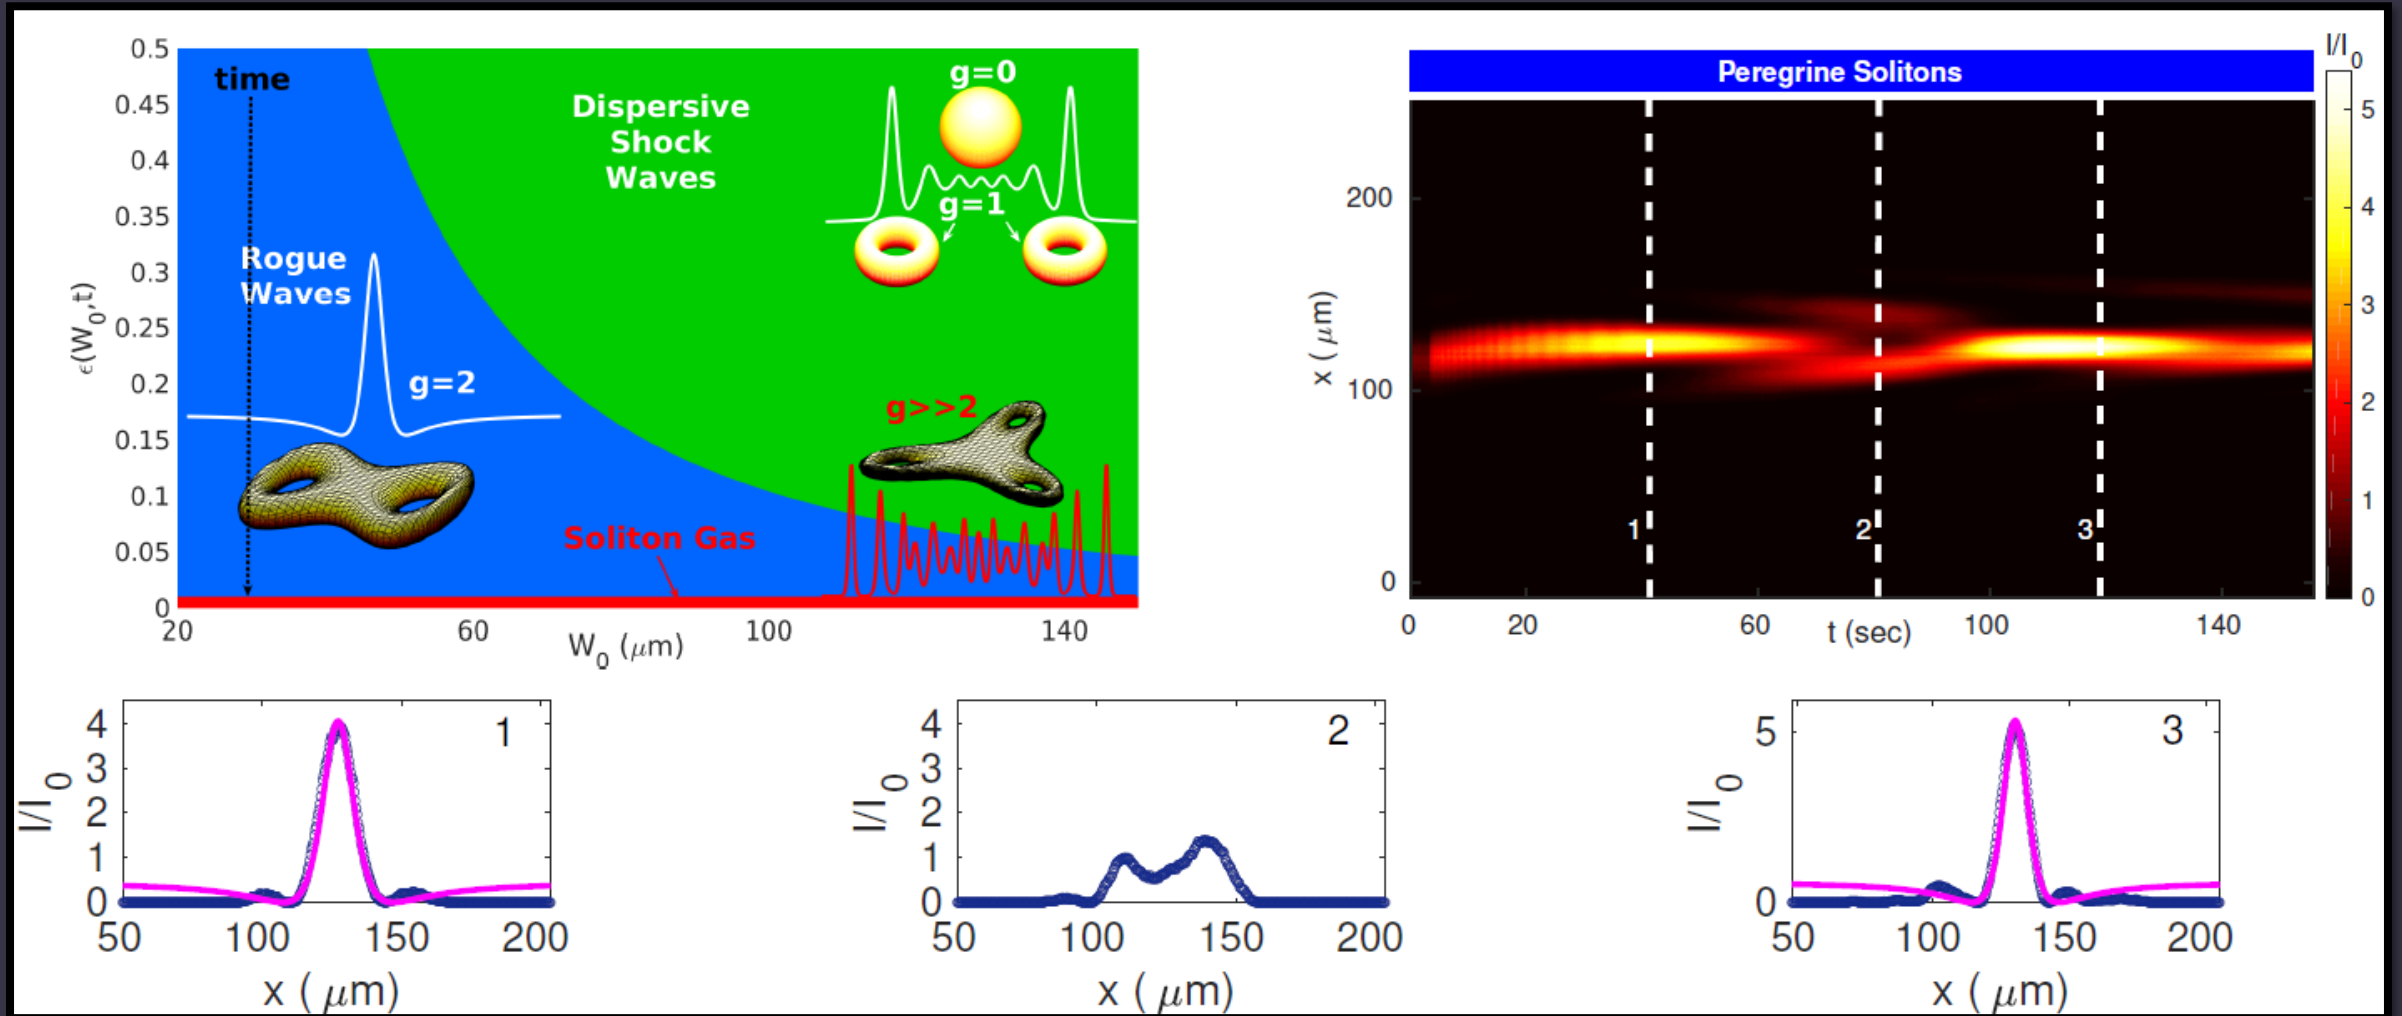 0.5
0.45
0.4
0.35
0.3
0.25
0.2
0.15
0.1
0.05
0
ϵ(W0,t)
20 60 100 140
W0 (μm)
time
Rogue
Waves
g=2
Dispersive
Shock
Waves
g=0
g=1
g>>2
Soliton Gas
Peregrine Solitons
I/I0
5
4
3
2
1
0
200
100
0
x ( μm)
1 2 3
0 20 60 100 140
t (sec)
1
4
3
2
1
0
I/I0
50 100 150 200
x ( μm)
2
4
3
2
1
0
I/I0
50 100 150 200
x ( μm)
3
5
0
I/I0
50 100 150 200
x ( μm)